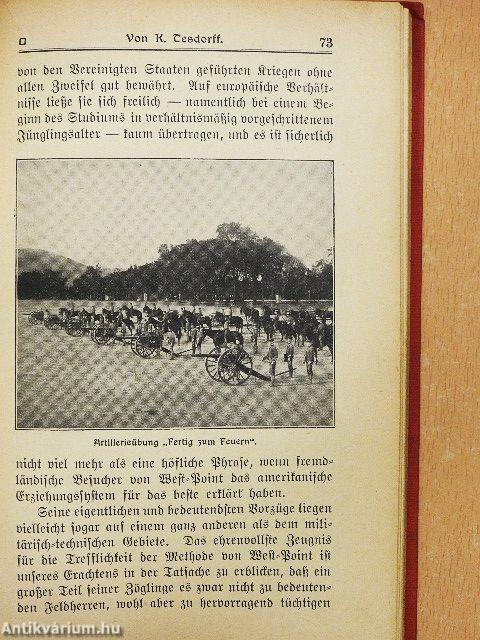 Von K. Tesdorff. 73
von den Vereinigten Staaten geführten Kriegen ohne
allen Zweifel gut bewährt. Auf europäische Verhält-
nisse ließe sie sich freilich — namentlich bei einem Be-
ginn des Studiums in verhältnismäßig vorgeschrittenem
Jünglingsalter — kaum übertragen, und es ist sicherlich
Artillerieübung „Fertig zum Feuern“.
nicht viel mehr als eine höfliche Phrase, wenn fremd-
ländische Besucher von West-Point das amerikanische
Erziehungssystem für das beste erklärt haben.
Seine eigentlichen und bedeutendsten Vorzüge liegen
vielleicht sogar auf einem ganz anderen als dem mili-
tärisch-technischen Gebiete. Das ehrenvollste Zeugnis
für die Trefflichkeit der Methode von West-Point ist
unseres Erachtens in der Tatsache zu erblicken, daß ein
großer Teil seiner Zöglinge es zwar nicht zu bedeuten-
den Feldherren, wohl aber zu hervorragend tüchtigen
Antikvárium.hu